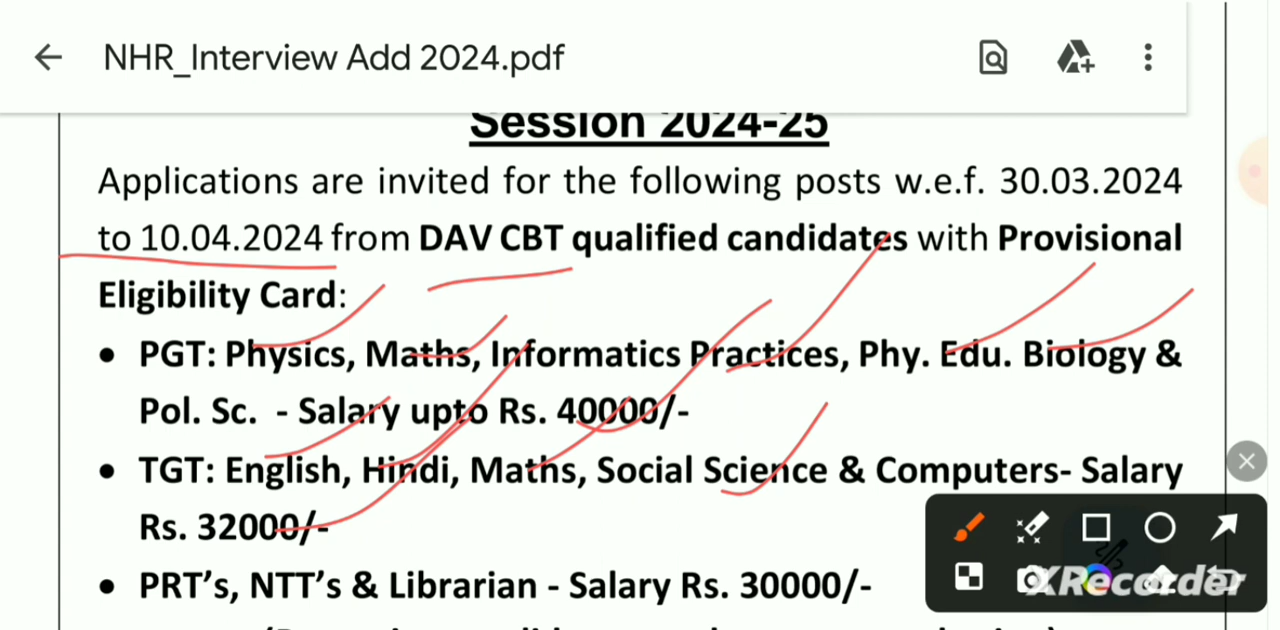 NHR_Interview Add 2024.pdf
Session 2024-25
Applications are invited for the following posts w.e.f. 30.03.2024
to 10.04.2024 from DAV CBT qualified candidates with Provisional
Eligibility Card:
• PGT: Physics, Maths, Informatics Practices, Phy. Edu. Biology &
Pol. Sc. - Salary upto Rs. 40000/-
• TGT: English, Hindi, Maths, Social Science & Computers- Salary
Rs. 32000/-
• PRT's, NTT's & Librarian - Salary Rs. 30000/-
XRecorder